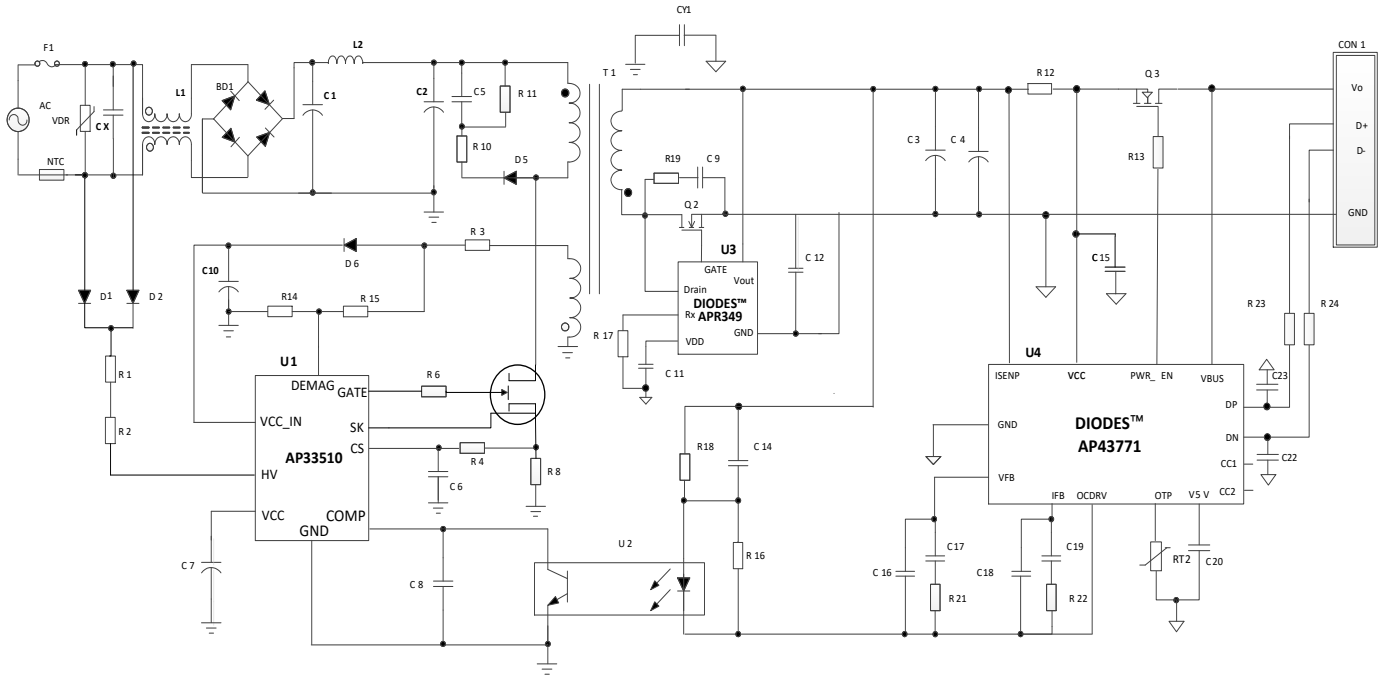 CY1
F1
L2
T 1
CON 1
L1
BD1
R 12
Q 3
AC
VDR
C X
C 1
C2
C5
R 11
Vo
D+
D-
C 3
C 4
R13
NTC
R 10
D 5
R19
C 9
Q 2
GND
R 3
U3
C10
D 6
GATE
Vout
C 12
C 15
Drain
DIODES™
APR349
D1
D 2
R14
R 15
Rx
GND
R 23
R 24
R 17
VDD
U1
U4
R 1
R 6
C 11
DEMAG
GATE
ISENP
VCC
PWR_ EN
VBUS
C23
R 2
VCC_IN
SK
DP
GND
DIODES™
AP43771
DN
CS
R18
C 14
AP33510
R 4
R 8
CC1
C22
HV
C 6
VFB
CC2
IFB
OCDRV
OTP
V5 V
VCC
COMP
GND
U 2
R 16
C17
C19
RT2
C20
C 7
C 8
C 16
C18
R 21
R 22